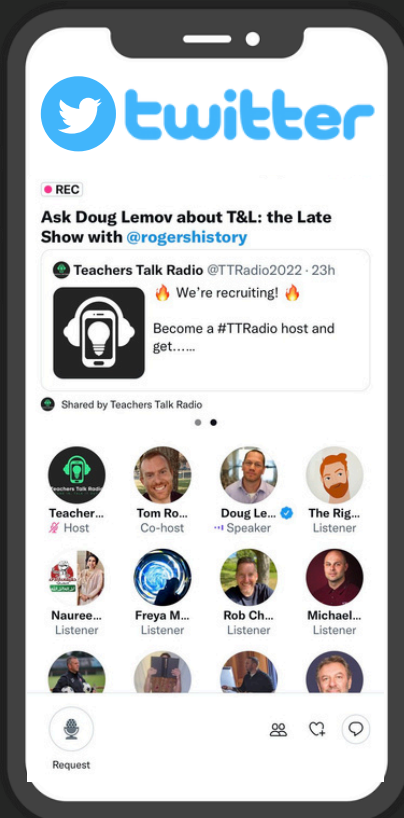 twitter
REC
Ask Doug Lemov about T&L: the Late
Show with @rogershistory
Teachers Talk Radio @TTRadio2022 · 23h
🔥 We're recruiting! 🔥
Become a #TTRadio host and
get......
Shared by Teachers Talk Radio
Teachers Talk Radio
Teacher... Tom Ro... Doug Le... The Rig...
Host Co-host Speaker Listener
Nauree... Freya M... Rob Ch... Michael...
Listener Listener Listener Listener
Request